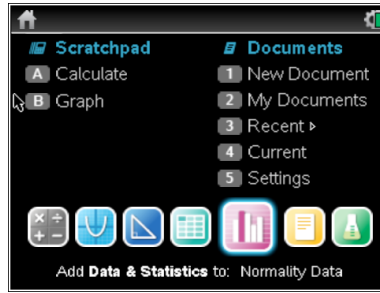 Scratchpad
A Calculate
B Graph
Documents
1 New Document
2 My Documents
3 Recent ▹
4 Current
5 Settings
Add Data & Statistics to: Normality Data